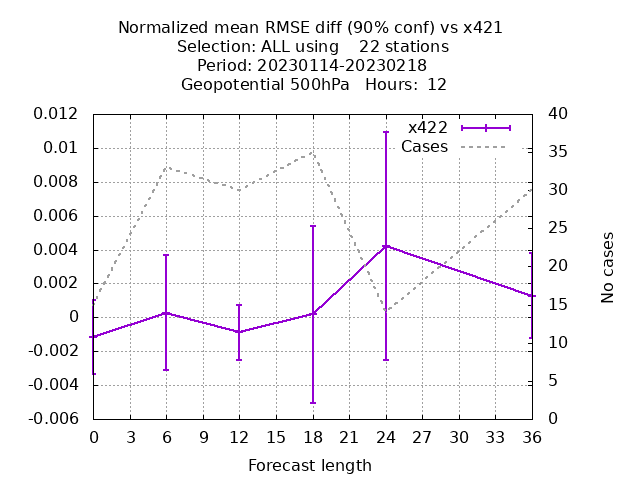 Normalized mean RMSE diff (90% conf) vs x421
Selection: ALL using    22 stations
Period: 20230114-20230218
Geopotential 500hPa   Hours:  12
x422
Cases
0.012
0.01
0.008
0.006
0.004
0.002
0
-0.002
-0.004
-0.006
40
35
30
25
20
15
10
5
0
No cases
0 3 6 9 12 15 18 21 24 27 30 33 36
Forecast length